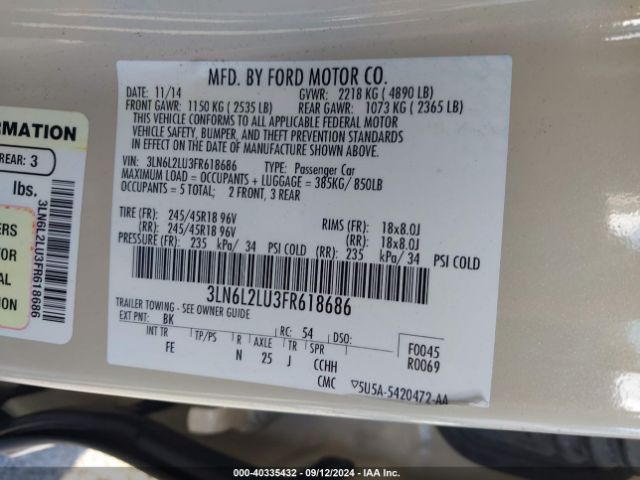 MFD. BY FORD MOTOR CO.
DATE: 11/14 GVWR: 2218 KG ( 4890 LB)
FRONT GAWR: 1150 KG ( 2535 LB) REAR GAWR: 1073 KG ( 2365 LB)
THIS VEHICLE CONFORMS TO ALL APPLICABLE FEDERAL MOTOR
VEHICLE SAFETY, BUMPER, AND THEFT PREVENTION STANDARDS
IN EFFECT ON THE DATE OF MANUFACTURE SHOWN ABOVE.
VIN: 3LN6L2LU3FR618686 TYPE: Passenger Car
MAXIMUM LOAD = OCCUPANTS + LUGGAGE = 385KG/ 850LB
OCCUPANTS = 5 TOTAL; 2 FRONT, 3 REAR
TIRE (FR): 245/45R18 96V RIMS (FR): 18x8.0J
(RR): 245/45R18 96V (RR): 18x8.0J
PRESSURE (FR): 235 kPa/ 34 PSI COLD (RR): 235 kPa/ 34 PSI COLD
3LN6L2LU3FR618686
TRAILER TOWING - SEE OWNER GUIDE
EXT PNT: BK RC: 54 DSO: F0045
INT TR TP/PS R AXLE TR SPR R0069
FE N 25 J CCHH
CMC ▽5U5A-5420472-AA
RMATION
REAR: 3
lbs.
3LN6L2LU3FR618686
ERS
TOR
AL
ION
000-40335432 - 09/12/2024 - IAA Inc.